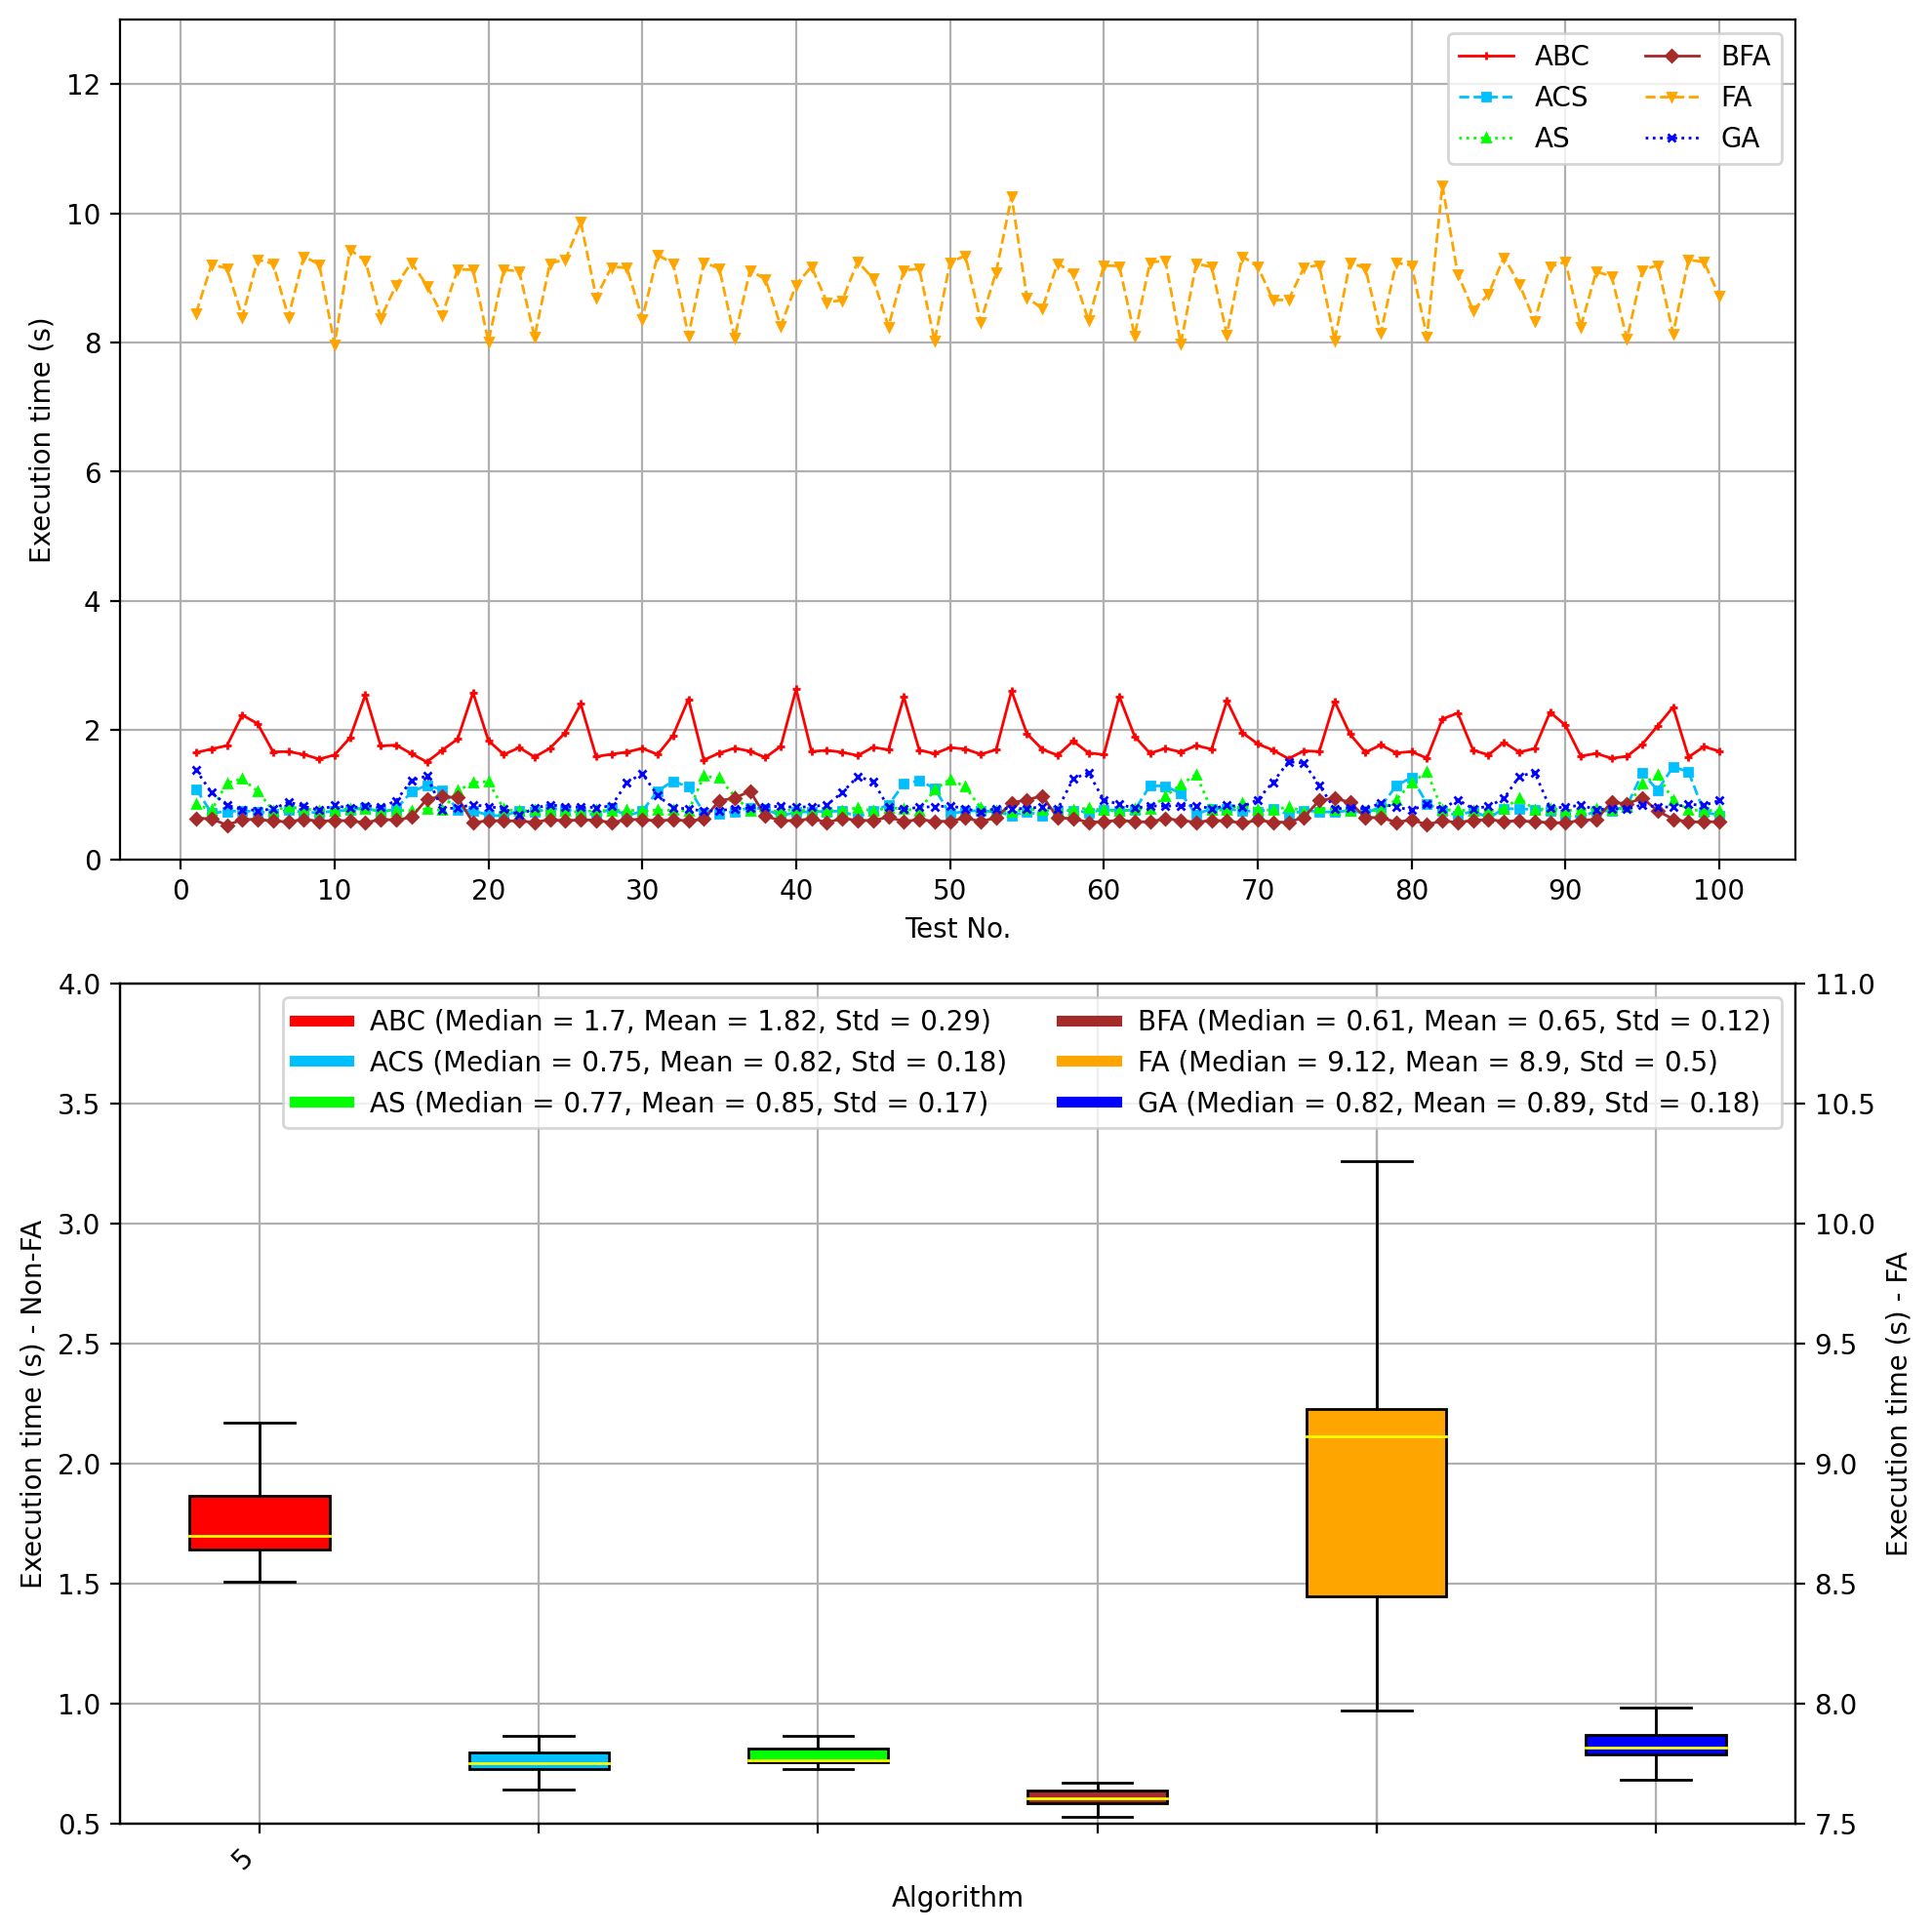 12
10
8
6
4
2
0
Execution time (s)
ABC
ACS
AS
BFA
FA
GA
0 10 20 30 40 50 60 70 80 90 100
Test No.
4.0
3.5
3.0
2.5
2.0
1.5
1.0
0.5
Execution time (s) - Non-FA
ABC (Median = 1.7, Mean = 1.82, Std = 0.29)
ACS (Median = 0.75, Mean = 0.82, Std = 0.18)
AS (Median = 0.77, Mean = 0.85, Std = 0.17)
BFA (Median = 0.61, Mean = 0.65, Std = 0.12)
FA (Median = 9.12, Mean = 8.9, Std = 0.5)
GA (Median = 0.82, Mean = 0.89, Std = 0.18)
11.0
10.5
10.0
9.5
9.0
8.5
8.0
7.5
Execution time (s) - FA
5
Algorithm